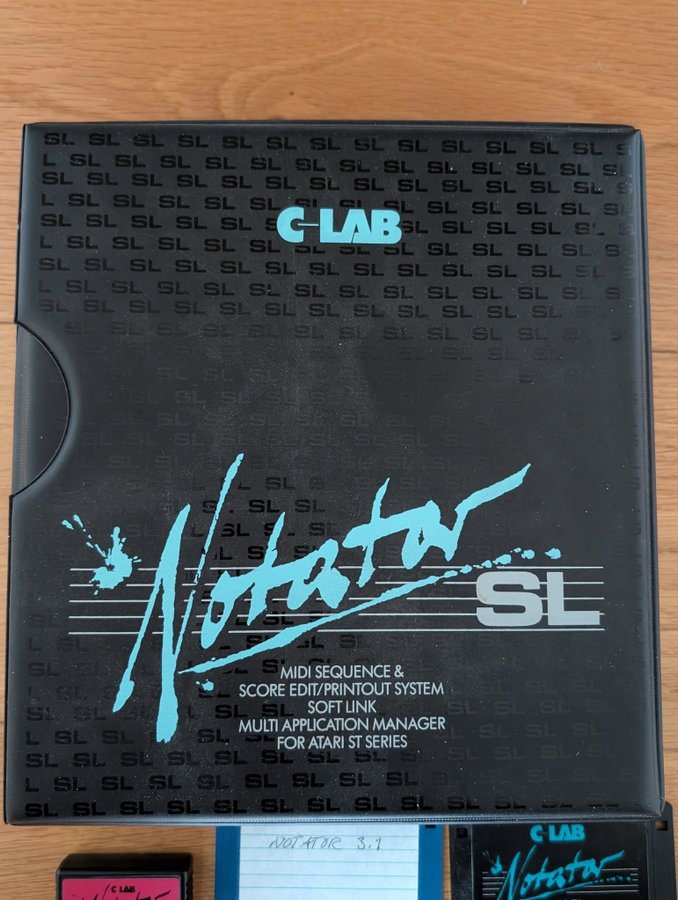 C-LAB
Notator
SL
MIDI SEQUENCE &
SCORE EDIT/PRINTOUT SYSTEM
SOFT LINK
MULTI APPLICATION MANAGER
FOR ATARI ST SERIES
NOTATOR 3.1
C-LAB
Notator
C-LAB
Notator